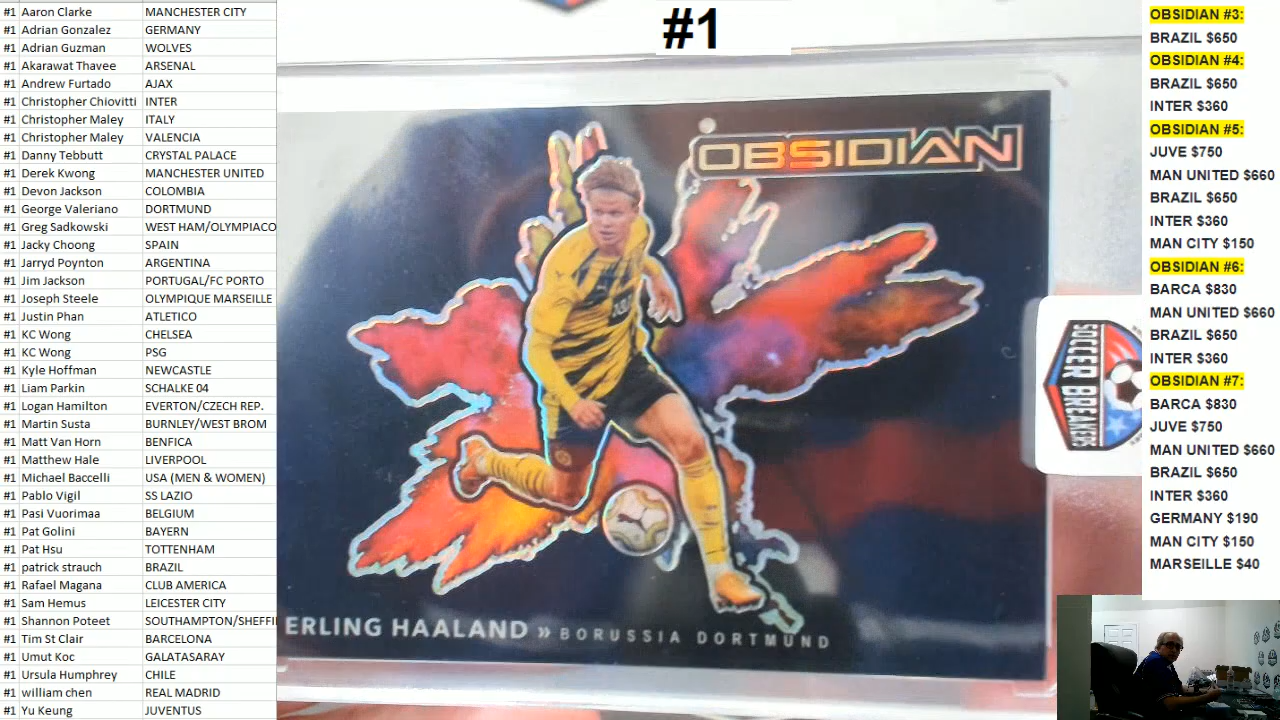 #1 Aaron Clarke MANCHESTER CITY
#1 Adrian Gonzalez GERMANY
#1 Adrian Guzman WOLVES
#1 Akarawat Thavee ARSENAL
#1 Andrew Furtado AJAX
#1 Christopher Chiovitti INTER
#1 Christopher Maley ITALY
#1 Christopher Maley VALENCIA
#1 Danny Tebbutt CRYSTAL PALACE
#1 Derek Kwong MANCHESTER UNITED
#1 Devon Jackson COLOMBIA
#1 George Valeriano DORTMUND
#1 Greg Sadkowski WEST HAM/OLYMPIACO
#1 Jacky Choong SPAIN
#1 Jarryd Poynton ARGENTINA
#1 Jim Jackson PORTUGAL/FC PORTO
#1 Joseph Steele OLYMPIQUE MARSEILLE
#1 Justin Phan ATLETICO
#1 KC Wong CHELSEA
#1 KC Wong PSG
#1 Kyle Hoffman NEWCASTLE
#1 Liam Parkin SCHALKE 04
#1 Logan Hamilton EVERTON/CZECH REP.
#1 Martin Susta BURNLEY/WEST BROM
#1 Matt Van Horn BENFICA
#1 Matthew Hale LIVERPOOL
#1 Michael Baccelli USA (MEN & WOMEN)
#1 Pablo Vigil SS LAZIO
#1 Pasi Vuorimaa BELGIUM
#1 Pat Golini BAYERN
#1 Pat Hsu TOTTENHAM
#1 patrick strauch BRAZIL
#1 Rafael Magana CLUB AMERICA
#1 Sam Hemus LEICESTER CITY
#1 Shannon Poteet SOUTHAMPTON/SHEFFI
#1 Tim St Clair BARCELONA
#1 Umut Koc GALATASARAY
#1 Ursula Humphrey CHILE
#1 william chen REAL MADRID
#1 Yu Keung JUVENTUS
#1
OBSIDIAN
ERLING HAALAND » BORUSSIA DORTMUND
SOCCER BREAKERS
OBSIDIAN #3:
BRAZIL $650
OBSIDIAN #4:
BRAZIL $650
INTER $360
OBSIDIAN #5:
JUVE $750
MAN UNITED $660
BRAZIL $650
INTER $360
MAN CITY $150
OBSIDIAN #6:
BARCA $830
MAN UNITED $660
BRAZIL $650
INTER $360
OBSIDIAN #7:
BARCA $830
JUVE $750
MAN UNITED $660
BRAZIL $650
INTER $360
GERMANY $190
MAN CITY $150
MARSEILLE $40